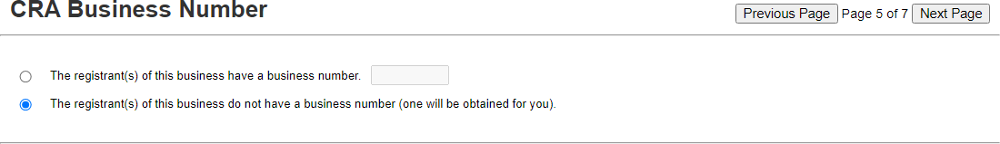 CRA Business Number
Previous Page Page 5 of 7 Next Page
The registrant(s) of this business have a business number.
The registrant(s) of this business do not have a business number (one will be obtained for you).